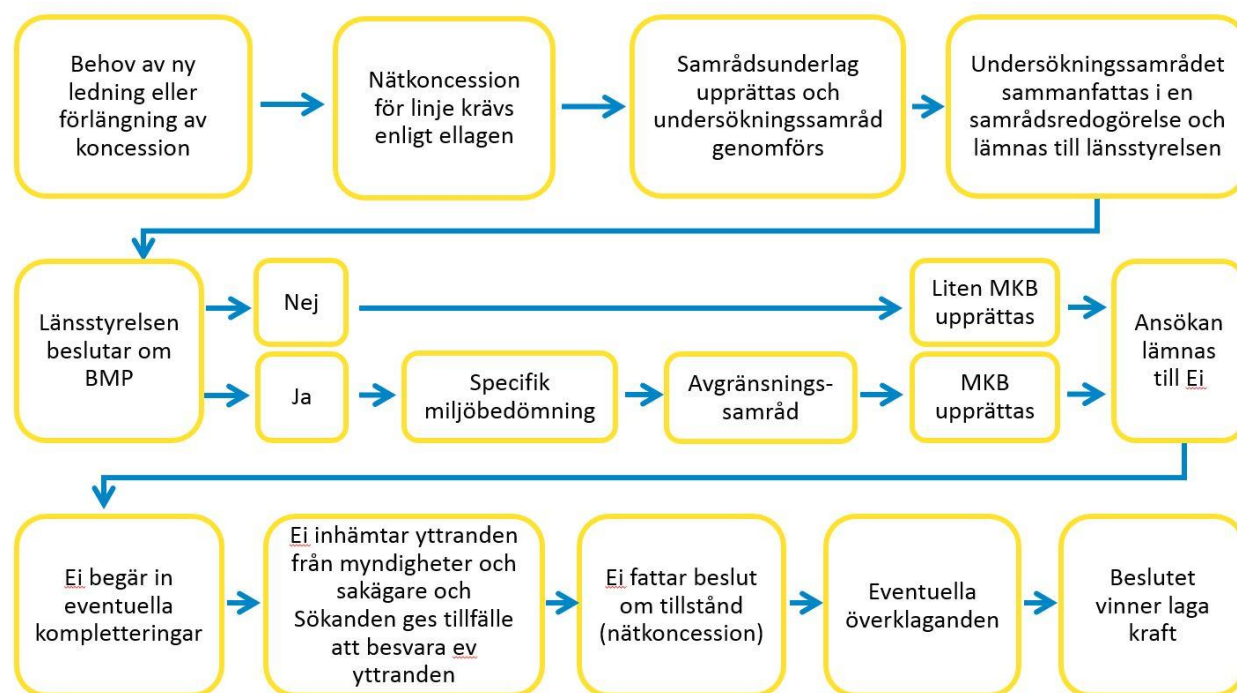 Behov av ny
ledning eller
förlängning av
koncession
Nätkoncession
för linje krävs
enligt ellagen
Samrådsunderlag
upprättas och
undersökningssamråd
genomförs
Undersökningssamrådet
sammanfattas i en
samrådsredogörelse och
lämnas till länsstyrelsen
Länsstyrelsen
beslutar om
BMP
Nej
Liten MKB
upprättas
Ja
Specifik
miljöbedömning
Avgränsnings-
samråd
MKB
upprättas
Ansökan
lämnas
till Ei
Ei begär in
eventuella
kompletteringar
Ei inhämtar yttranden
från myndigheter och
sakägare och
Sökanden ges tillfälle
att besvara ev
yttranden
Ei fattar beslut
om tillstånd
(nätkoncession)
Eventuella
överklaganden
Beslutet
vinner laga
kraft